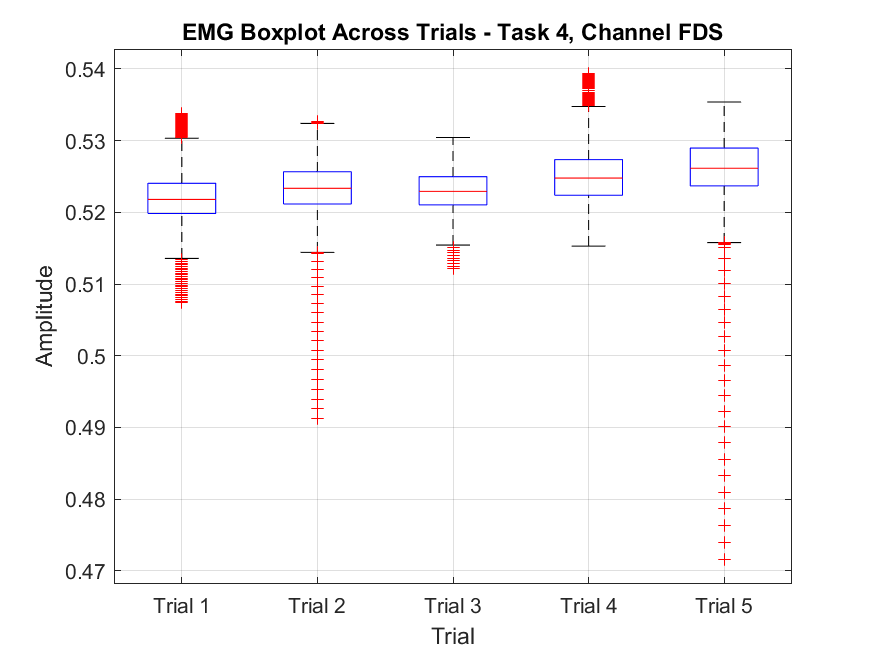 EMG Boxplot Across Trials - Task 4, Channel FDS
0.54
0.53
0.52
0.51
0.5
0.49
0.48
0.47
Amplitude
Trial 1
Trial 2
Trial 3
Trial 4
Trial 5
Trial